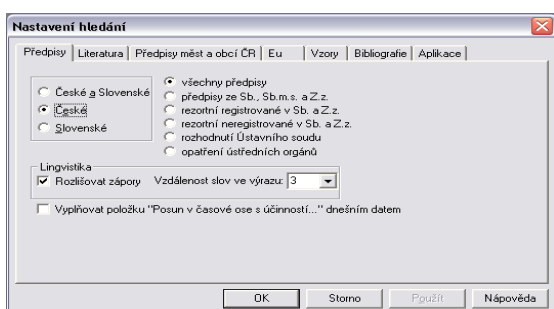 Nastavení hledání
Předpisy Literatura Předpisy měst a obcí ČR Eu Vzory Bibliografie Aplikace
České a Slovenské
České
Slovenské
všechny předpisy
předpisy ze Sb., Sb.m.s. a Z.z.
rezortní registrované v Sb. a Z.z.
rezortní neregistrované v Sb. a Z.z.
rozhodnutí Ústavního soudu
opatření ústředních orgánů
Lingvistika
Rozlišovat zápory Vzdálenost slov ve výrazu: 3
Vyplňovat položku "Posun v časové ose s účinností..." dnešním datem
OK Storno Použít Nápověda